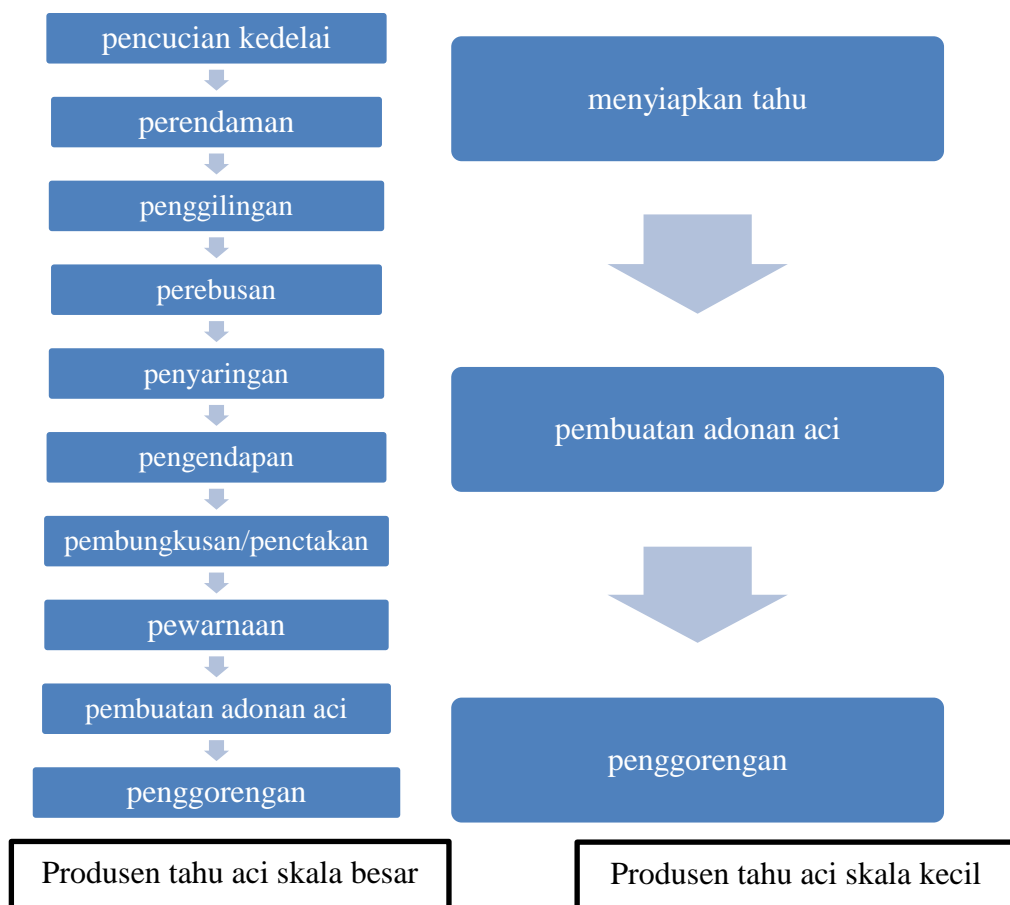 pencucian kedelai
perendaman
penggilingan
perebusan
penyaringan
pengendapan
pembungkusan/penctakan
pewarnaan
pembuatan adonan aci
penggorengan
Produsen tahu aci skala besar
menyiapkan tahu
pembuatan adonan aci
penggorengan
Produsen tahu aci skala kecil